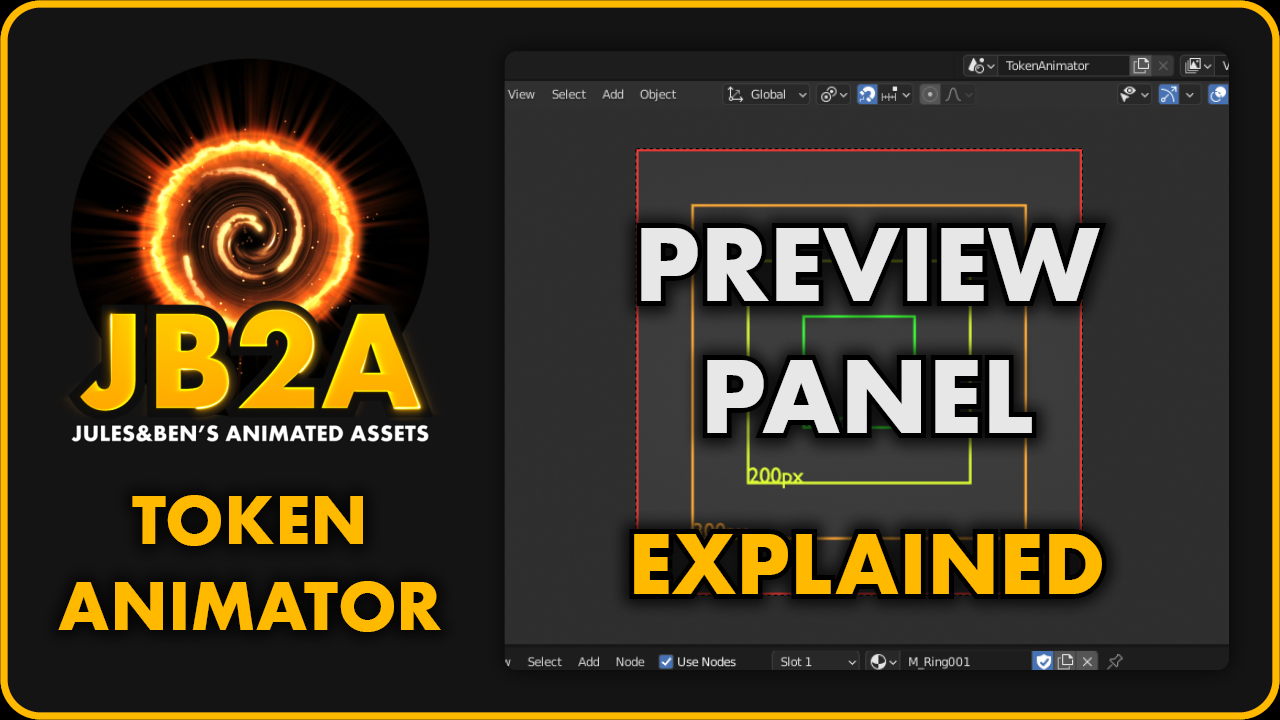 JB2A
JULES&BEN'S ANIMATED ASSETS
TOKEN
ANIMATOR
TokenAnimator
View Select Add Object Global
PREVIEW
PANEL
200px
EXPLAINED
Select Add Node Use Nodes Slot 1 M_Ring001